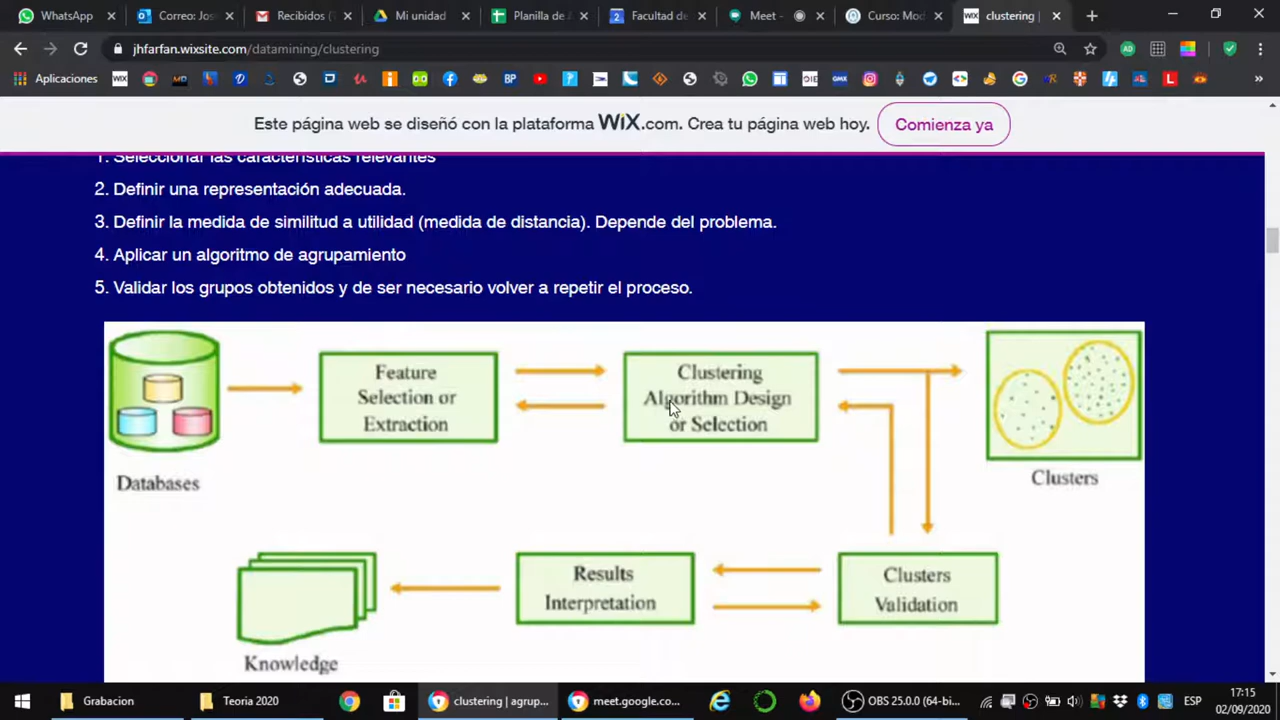 WhatsApp
Correo: Jos
Recibidos (
Mi unidad
Planilla de A
Facultad de
Meet -
Curso: Mod
clustering |
jhfarfan.wixsite.com/datamining/clustering
Aplicaciones
Este página web se diseñó con la plataforma WiX.com. Crea tu página web hoy.
Comienza ya
1. Seleccionar las características relevantes
2. Definir una representación adecuada.
3. Definir la medida de similitud a utilidad (medida de distancia). Depende del problema.
4. Aplicar un algoritmo de agrupamiento
5. Validar los grupos obtenidos y de ser necesario volver a repetir el proceso.
Databases
Feature
Selection or
Extraction
Clustering
Algorithm Design
or Selection
Clusters
Clusters
Validation
Results
Interpretation
Knowledge
Grabacion
Teoria 2020
clustering | agrup...
meet.google.co...
OBS 25.0.0 (64-bi...
ESP
17:15
02/09/2020